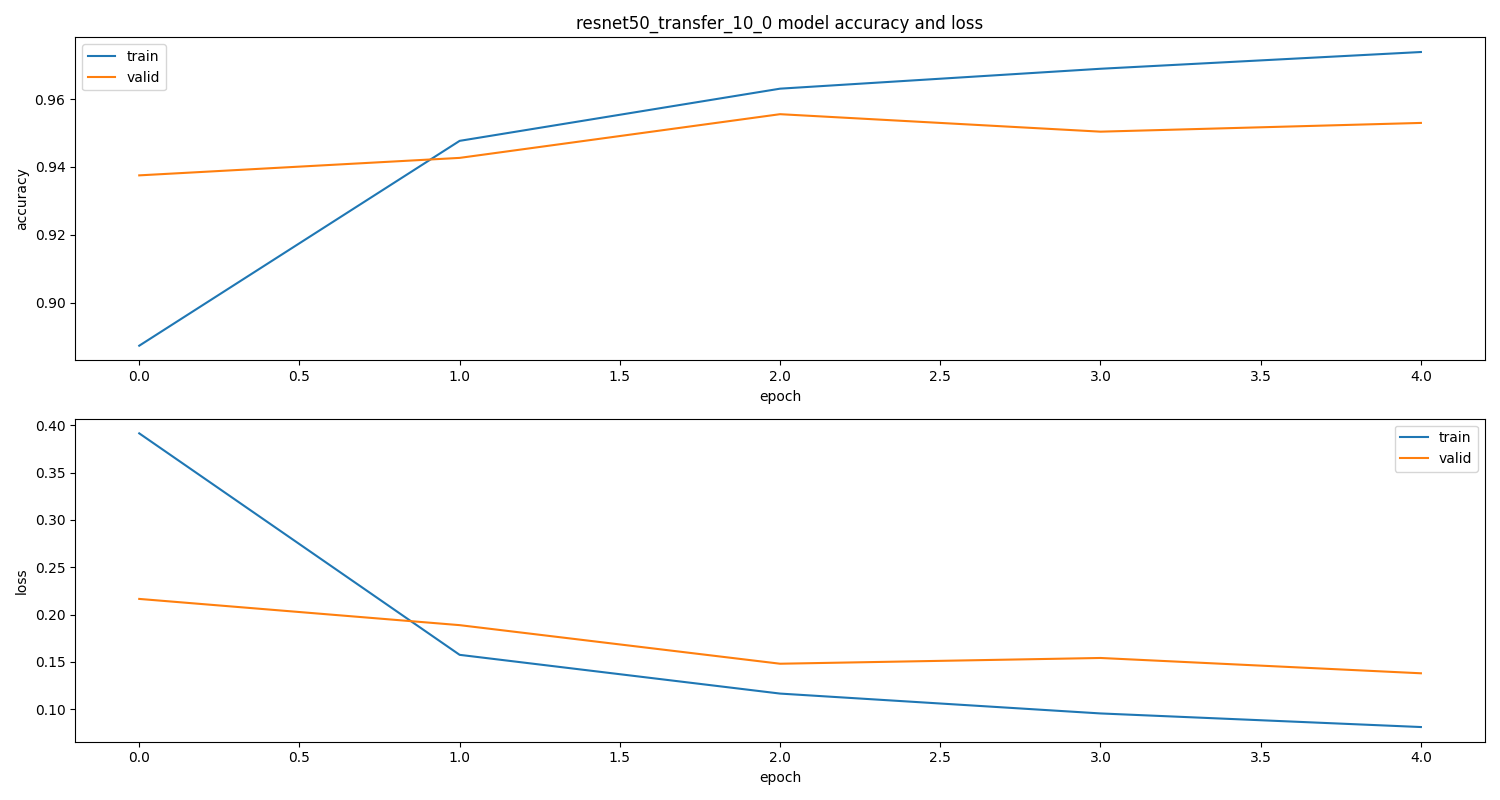 resnet50_transfer_10_0 model accuracy and loss
train
valid
0.96
0.94
0.92
0.90
accuracy
0.0 0.5 1.0 1.5 2.0 2.5 3.0 3.5 4.0
epoch
train
valid
0.40
0.35
0.30
0.25
0.20
0.15
0.10
loss
0.0 0.5 1.0 1.5 2.0 2.5 3.0 3.5 4.0
epoch